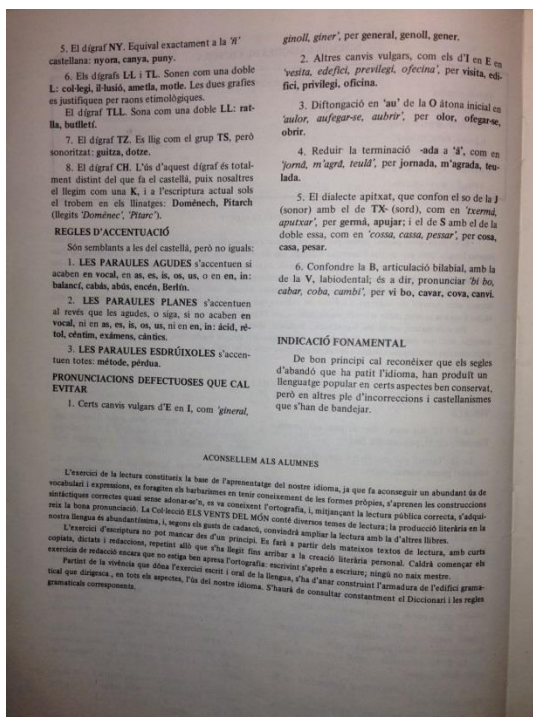 5. El dígraf NY. Equival exactament a la 'ñ'
castellana: nyora, canya, puny.
6. Els dígrafs L·L i TL. Sonen com una doble
L: col·legi, il·lusió, ametla, motle. Les dues grafies
es justifiquen per raons etimològiques.
El dígraf TLL. Sona com una doble LL: rat-
lla, butlletí.
7. El dígraf TZ. Es llig com el grup TS, però
sonoritzat: guitza, dotze.
8. El dígraf CH. L'ús d'aquest dígraf és total-
ment distint del que fa el castellà, puix nosaltres
el llegim com una K, i a l'escriptura actual sols
el trobem en els llinatges: Doménech, Pitarch
(llegits 'Doménec', 'Pitarc').
REGLES D'ACCENTUACIÓ
Són semblants a les del castellà, però no iguals:
1. LES PARAULES AGUDES s'accentuen si
acaben en vocal, en as, es, is, os, us, o en en, in:
balancí, cabàs, abús, encén, Berlín.
2. LES PARAULES PLANES s'accentuen
al revés que les agudes, o siga, si no acaben en
vocal, ni en as, es, is, os, us, ni en en, in: ácid, ré-
tol, céntim, exámens, cántics.
3. LES PARAULES ESDRÚIXOLES s'accen-
tuen totes: métode, pérdua.
PRONUNCIACIONS DEFECTUOSES QUE CAL
EVITAR
1. Certs canvis vulgars d'E en I, com 'gineral,
ginoll, giner', per general, genoll, gener.
2. Altres canvis vulgars, com els d'I en E en
'vesita, edefici, previlegi, ofecina', per visita, edi-
fici, privilegi, oficina.
3. Diftongació en 'au' de la O átona inicial en
'aulor, aufegar-se, aubrir', per olor, ofegar-se,
obrir.
4. Reduir la terminació -ada a 'á', com en
'jorná, m'agrá, teulá', per jornada, m'agrada, teu-
lada.
5. El dialecte apitxat, que confon el so de la J
(sonor) amb el de TX- (sord), com en 'txermá,
aputxar', per germá, apujar; i el de S amb el de la
doble essa, com en 'cossa, cassa, pessar', per cosa,
casa, pesar.
6. Confondre la B, articulació bilabial, amb la
de la V, labiodental; és a dir, pronunciar 'bi bo,
cabar, coba, cambi', per vi bo, cavar, cova, canvi.
INDICACIÓ FONAMENTAL
De bon principi cal reconéixer que els segles
d'abandó que ha patit l'idioma, han produït un
llenguatge popular en certs aspectes ben conservat,
però en altres ple d'incorreccions i castellanismes
que s'han de bandejar.
ACONSELLEM ALS ALUMNES
L'exercici de la lectura constitueix la base de l'aprenentatge del nostre idioma, ja que fa aconseguir un abundant ús de
vocabulari i expressions, es foragiten els barbarismes en tenir coneixement de les formes pròpies, s'aprenen les construccions
sintàctiques correctes quasi sense adonar-se'n, es va coneixent l'ortografia, i, mitjançant la lectura pública correcta, s'adqui-
reix la bona pronunciació. La Col·lecció ELS VENTS DEL MÓN conté diversos temes de lectura; la producció literària en la
nostra llengua és abundantíssima, i, segons els gusts de cadascú, convindrà ampliar la lectura amb la d'altres llibres.
L'exercici d'escriptura no pot mancar des d'un principi. Es farà a partir dels mateixos textos de lectura, amb curts
copiats, dictats i redaccions, repetint allò que s'ha llegit fins arribar a la creació literària personal. Caldrà començar els
exercicis de redacció encara que no estiga ben apresa l'ortografia: escrivint s'aprén a escriure; ningú no naix mestre.
Partint de la vivència que dóna l'exercici escrit i oral de la llengua, s'ha d'anar construint l'armadura de l'edifici grama-
tical que dirigesca, en tots els aspectes, l'ús del nostre idioma. S'haurà de consultar constantment el Diccionari i les regles
gramaticals corresponents.